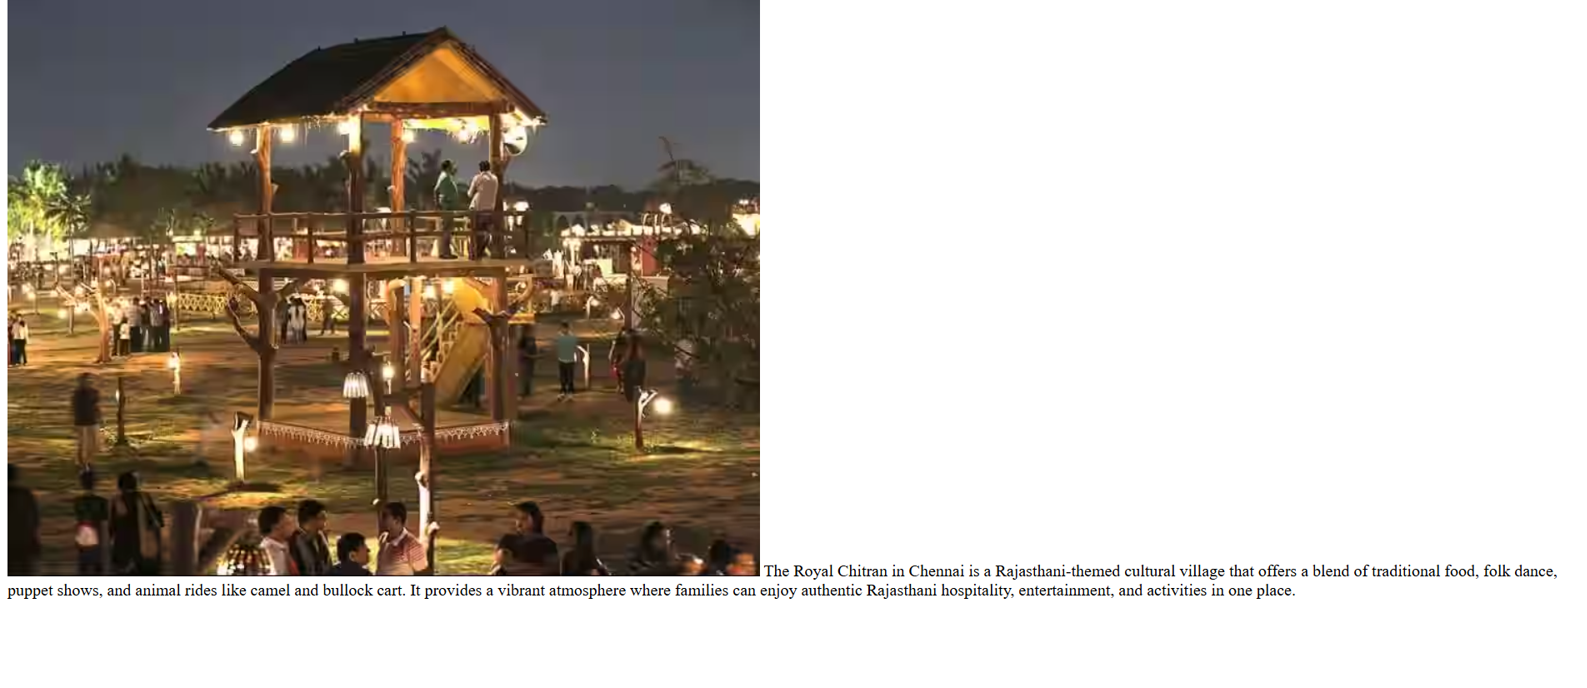 The Royal Chitran in Chennai is a Rajasthani-themed cultural village that offers a blend of traditional food, folk dance,
puppet shows, and animal rides like camel and bullock cart. It provides a vibrant atmosphere where families can enjoy authentic Rajasthani hospitality, entertainment, and activities in one place.